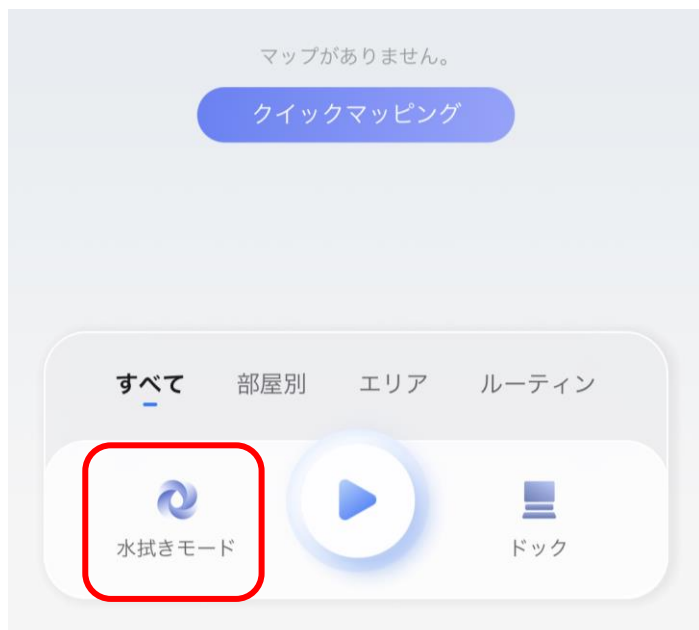 マップがありません。
クイックマッピング
すべて 部屋別 エリア ルーティン
水拭きモード ドック